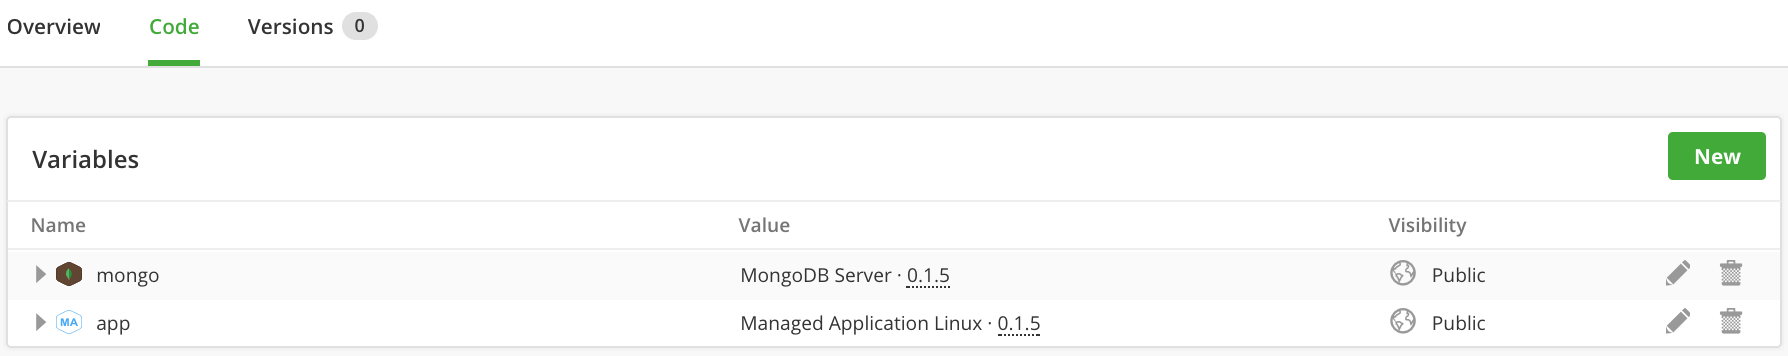 Overview Code Versions 0
Variables New
Name Value Visibility
mongo MongoDB Server · 0.1.5 Public
MA app Managed Application Linux · 0.1.5 Public